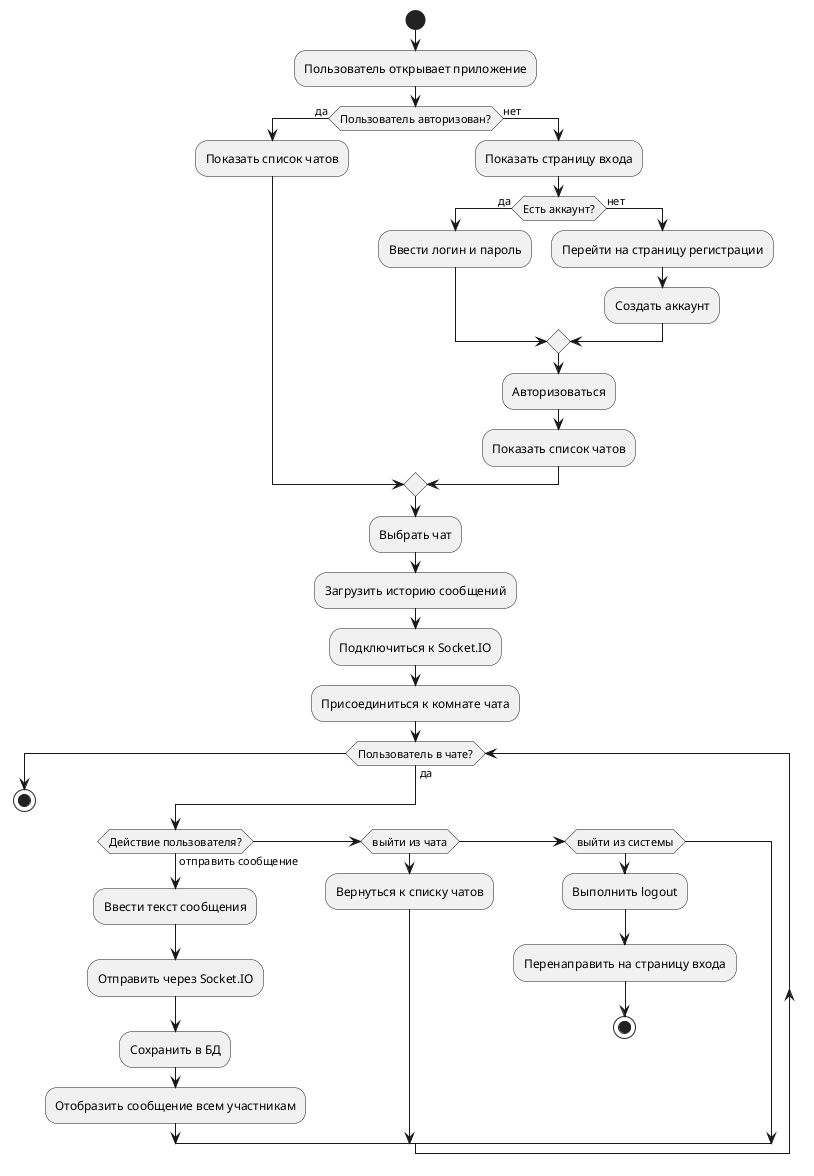 Пользователь открывает приложение
Пользователь авторизован?
да
нет
Показать список чатов
Показать страницу входа
Есть аккаунт?
да
нет
Ввести логин и пароль
Перейти на страницу регистрации
Создать аккаунт
Авторизоваться
Показать список чатов
Выбрать чат
Загрузить историю сообщений
Подключиться к Socket.IO
Присоединиться к комнате чата
Пользователь в чате?
да
Действие пользователя?
выйти из чата
выйти из системы
отправить сообщение
Ввести текст сообщения
Вернуться к списку чатов
Выполнить logout
Отправить через Socket.IO
Перенаправить на страницу входа
Сохранить в БД
Отобразить сообщение всем участникам